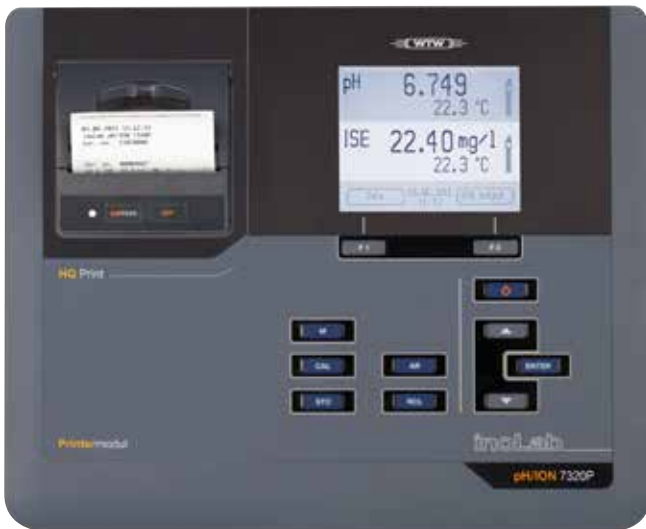 WTW
pH 6.749
22.3 °C
ISE 22.40 mg/l
22.3 °C
F1
F2
HQ Print
M
CAL
AR
ENTER
STO
RCL
Printermodul
inoLab
pH/ION 7320P